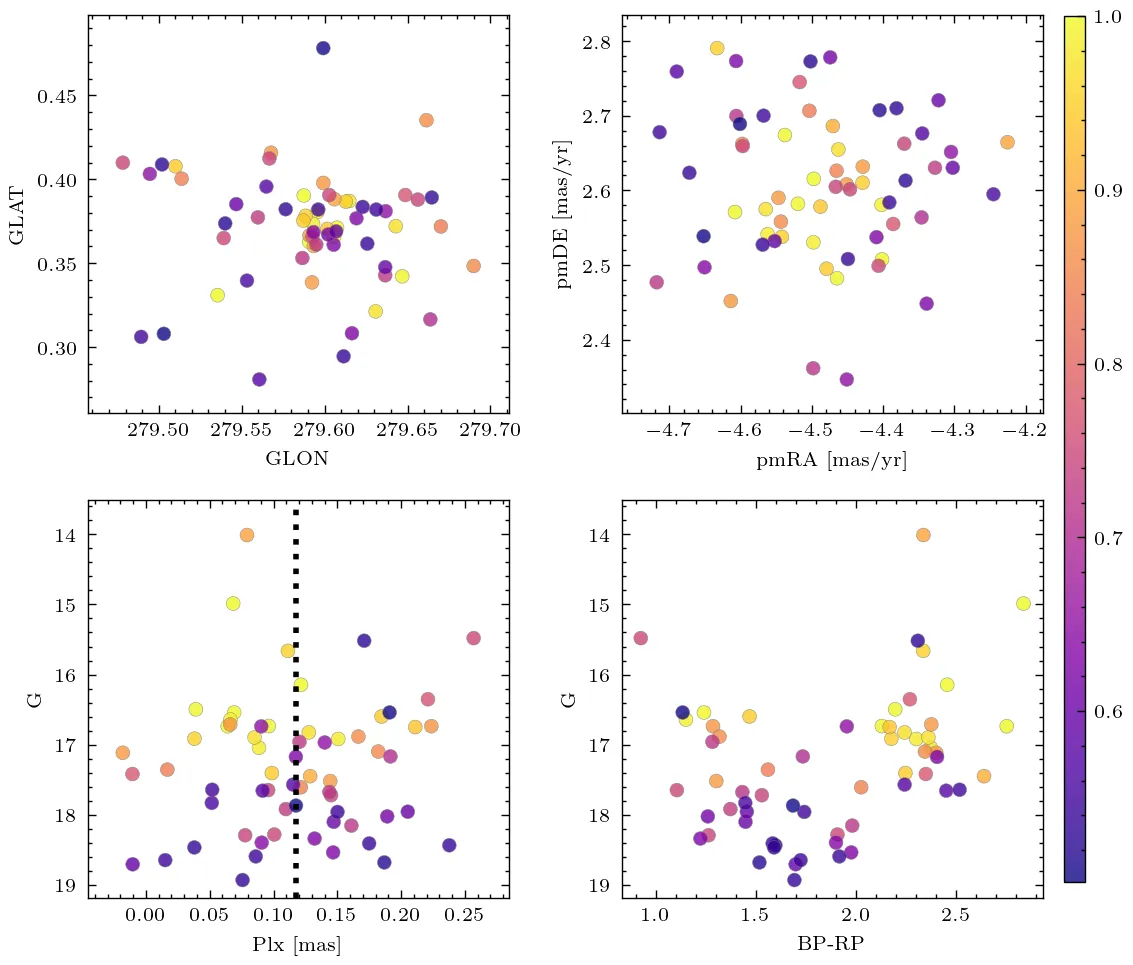 0.45
0.40
0.35
0.30
GLAT
279.50 279.55 279.60 279.65 279.70
GLON
2.8
2.7
2.6
2.5
2.4
pmDE [mas/yr]
−4.7 −4.6 −4.5 −4.4 −4.3 −4.2
pmRA [mas/yr]
14
15
16
17
18
19
G
0.00 0.05 0.10 0.15 0.20 0.25
Plx [mas]
14
15
16
17
18
19
G
1.0 1.5 2.0 2.5
BP-RP
1.0
0.9
0.8
0.7
0.6